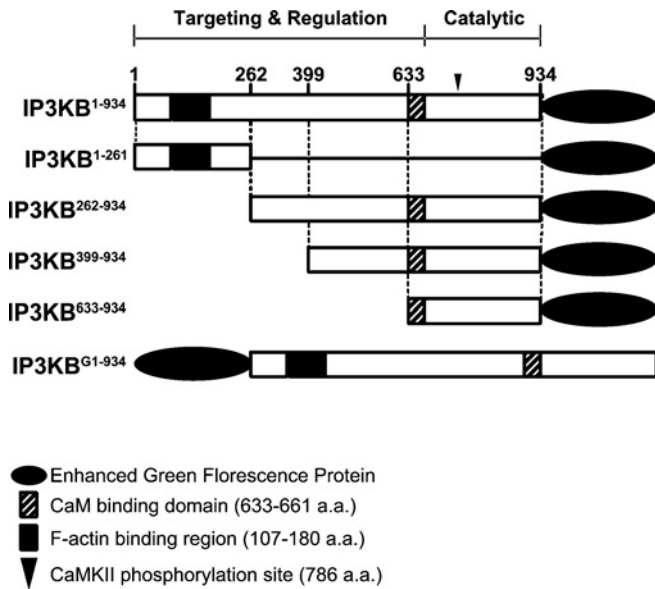 Targeting & Regulation Catalytic
1 262 399 633 934
IP3KB1-934
IP3KB1-261
IP3KB262-934
IP3KB399-934
IP3KB633-934
IP3KBG1-934
Enhanced Green Florescence Protein
CaM binding domain (633-661 a.a.)
F-actin binding region (107-180 a.a.)
CaMKII phosphorylation site (786 a.a.)